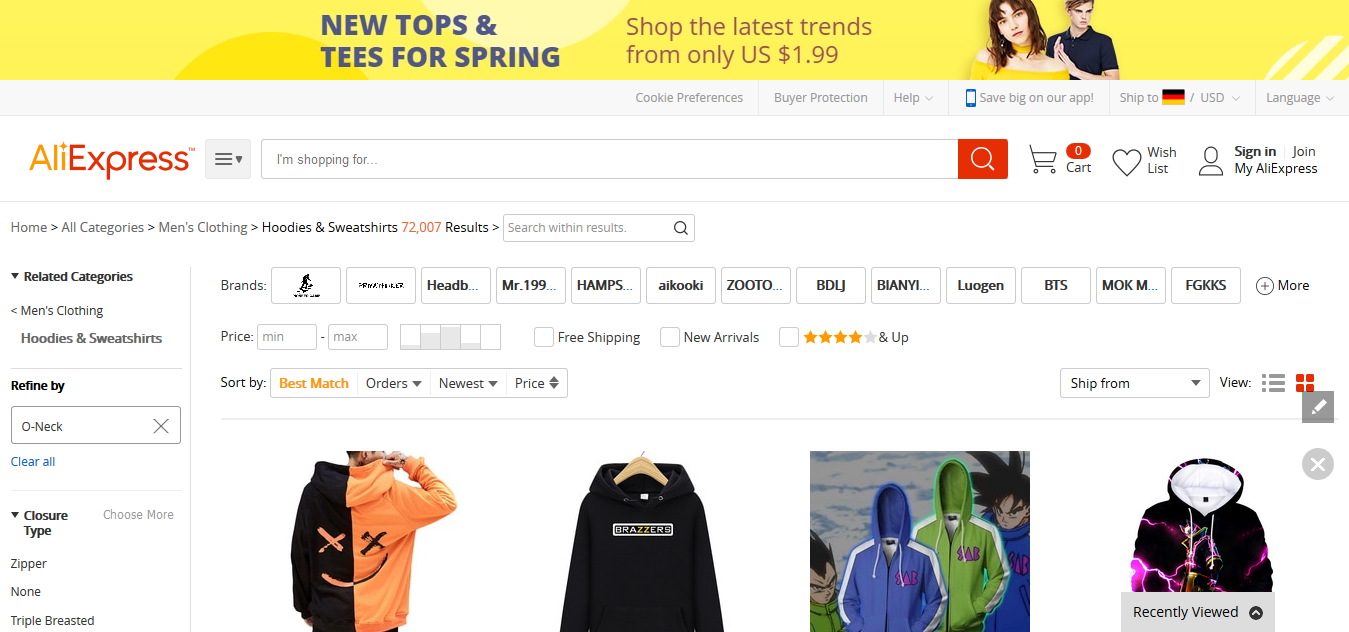 NEW TOPS &
TEES FOR SPRING
Shop the latest trends
from only US $1.99
Cookie Preferences
Buyer Protection
Help
Save big on our app!
Ship to / USD
Language
AliExpress™
I'm shopping for...
0
Cart
Wish
List
Sign in Join
My AliExpress
Home > All Categories > Men's Clothing > Hoodies & Sweatshirts 72,007 Results > Search within results.
Related Categories
< Men's Clothing
Hoodies & Sweatshirts
Refine by
O-Neck
Clear all
Closure
Type
Choose More
Zipper
None
Triple Breasted
Brands: Headb... Mr.199... HAMPS... aikooki ZOOTO... BDLJ BIANYI... Luogen BTS MOK M... FGKKS More
Price: min - max Free Shipping New Arrivals & Up
Sort by: Best Match Orders Newest Price Ship from View:
BRAZZERS
SAB
SAB
Recently Viewed